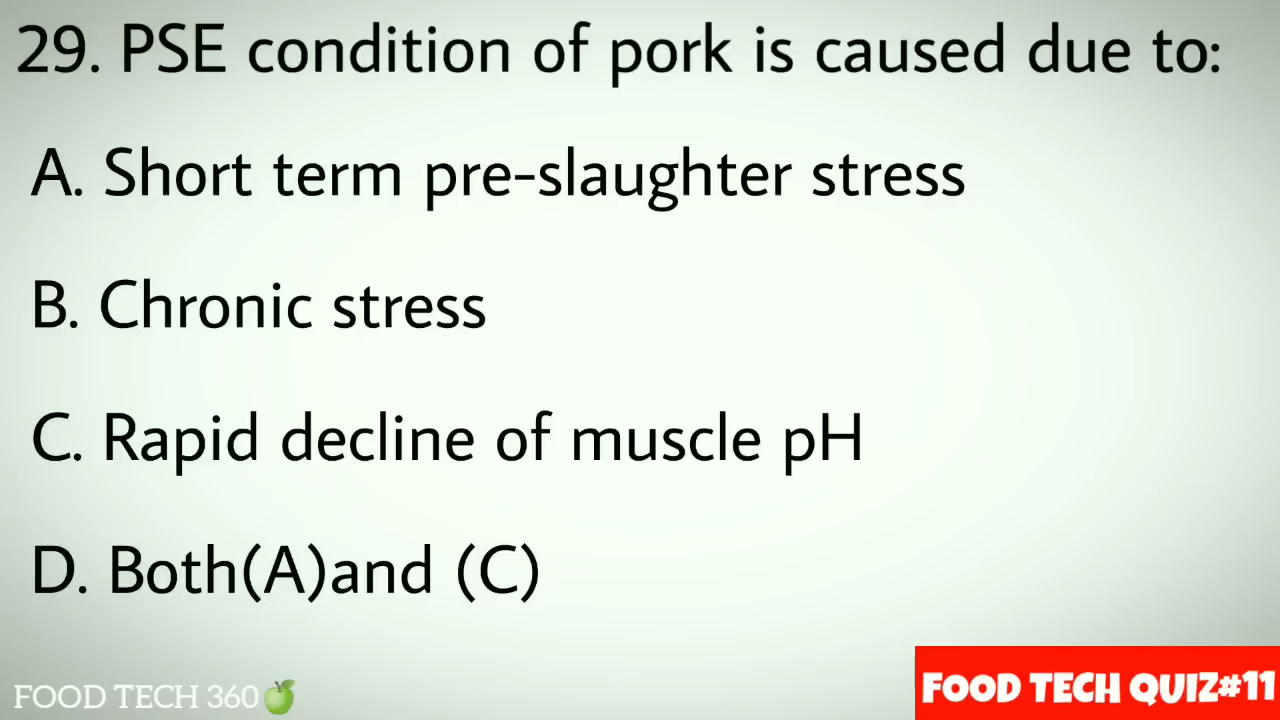 29. PSE condition of pork is caused due to:
A. Short term pre-slaughter stress
B. Chronic stress
C. Rapid decline of muscle pH
D. Both(A)and (C)
FOOD TECH 360
FOOD TECH QUIZ#11